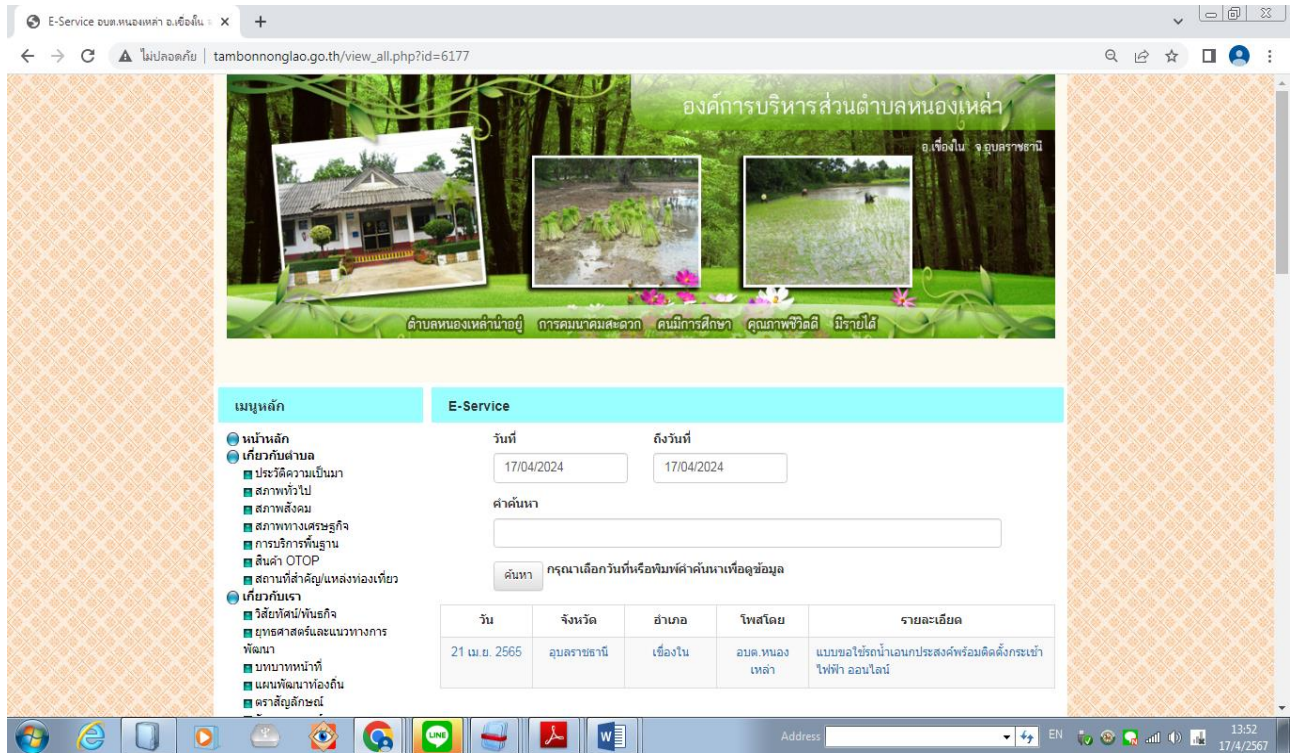 E-Service อบต.หนองเหล่า อ.เขื่องใน
ไม่ปลอดภัย
tambonnonglao.go.th/view_all.php?id=6177
องค์การบริหารส่วนตำบลหนองเหล่า
อ.เขื่องใน จ.อุบลราชธานี
ตำบลหนองเหล่าน่าอยู่ การคมนาคมสะดวก คนมีการศึกษา คุณภาพชีวิตดี มีรายได้
เมนูหลัก
หน้าหลัก
เกี่ยวกับตำบล
ประวัติความเป็นมา
สภาพทั่วไป
สภาพสังคม
สภาพทางเศรษฐกิจ
การบริการพื้นฐาน
สินค้า OTOP
สถานที่สำคัญ/แหล่งท่องเที่ยว
เกี่ยวกับเรา
วิสัยทัศน์/พันธกิจ
ยุทธศาสตร์และแนวทางการ
พัฒนา
บทบาทหน้าที่
แผนพัฒนาท้องถิ่น
ตราสัญลักษณ์
E-Service
วันที่ ถึงวันที่
17/04/2024 17/04/2024
คำค้นหา
ค้นหา กรุณาเลือกวันที่หรือพิมพ์คำค้นหาเพื่อดูข้อมูล
วัน จังหวัด อำเภอ โพสโดย รายละเอียด
21 เม.ย. 2565 อุบลราชธานี เขื่องใน อบต.หนอง แบบขอใช้รถน้ำเอนกประสงค์พร้อมติดตั้งกระเช้า
เหล่า ไฟฟ้า ออนไลน์
LINE
Address
EN
13:52
17/4/2567